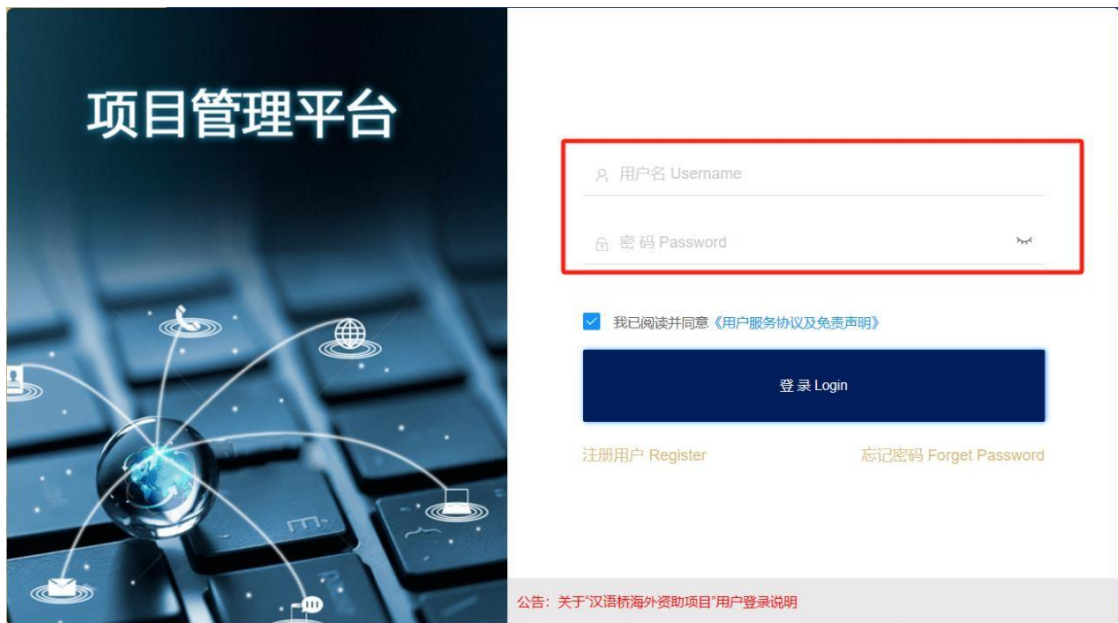 项目管理平台
用户名 Username
密 码 Password
我已阅读并同意《用户服务协议及免责声明》
登 录 Login
注册用户 Register
忘记密码 Forget Password
公告：关于“汉语桥海外资助项目”用户登录说明